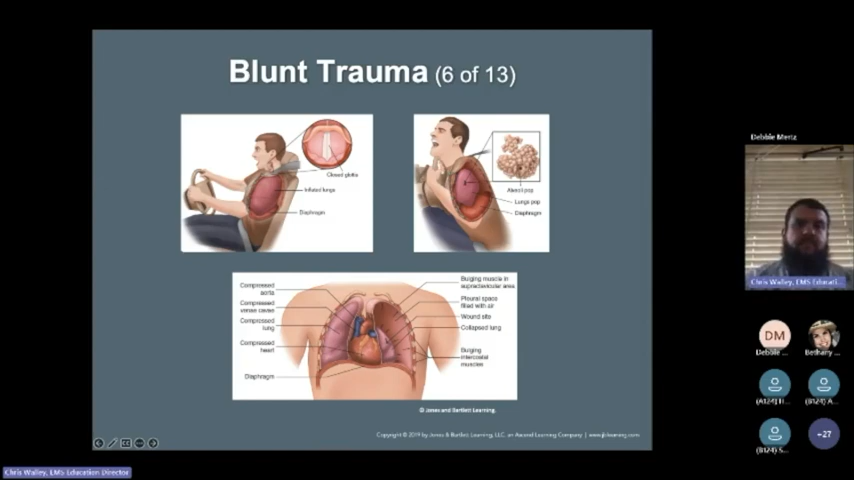 Blunt Trauma (6 of 13)
Closed glottis
Inflated lungs
Diaphragm
Alveoli pop
Lungs pop
Diaphragm
Compressed
aorta
Compressed
venae cavae
Compressed
lung
Compressed
heart
Diaphragm
Bulging muscle in
supraclavicular area
Pleural space
filled with air
Wound site
Collapsed lung
Bulging
intercostal
muscles
© Jones and Bartlett Learning.
Copyright © 2019 by Jones & Bartlett Learning, LLC, an Ascend Learning Company | www.jblearning.com
Debbie Mertz
Chris Walley, EMS Educati...
DM
Debbie ...
Bethany ...
+27
Chris Walley, EMS Education Director